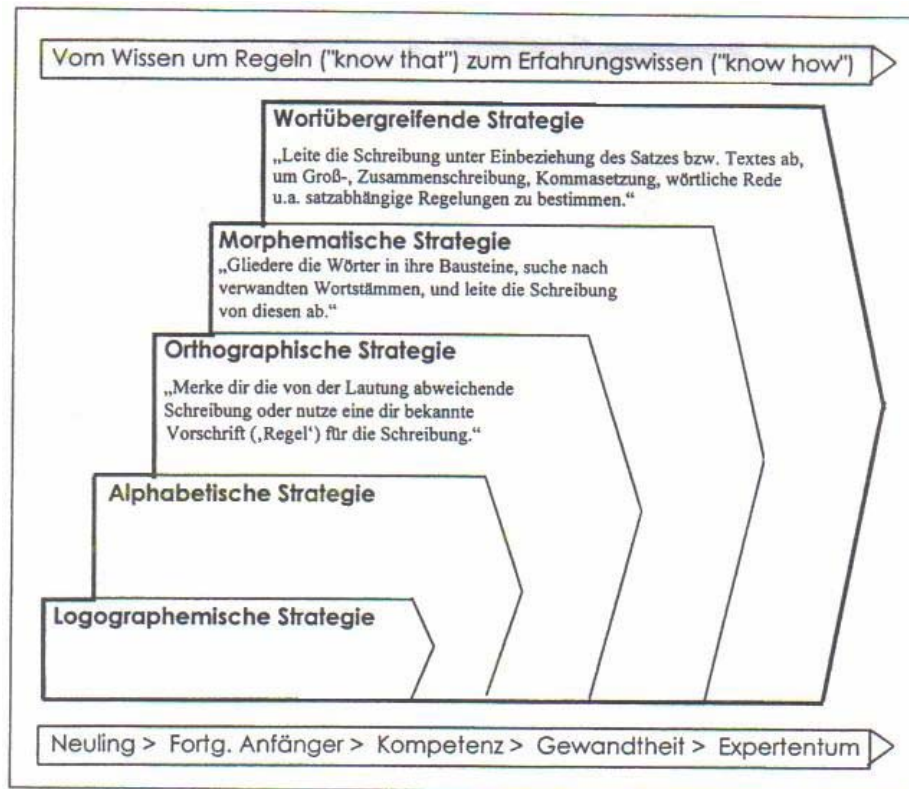 Vom Wissen um Regeln ("know that") zum Erfahrungswissen ("know how")
Wortübergreifende Strategie
„Leite die Schreibung unter Einbeziehung des Satzes bzw. Textes ab,
um Groß-, Zusammenschreibung, Kommasetzung, wörtliche Rede
u.a. satzabhängige Regelungen zu bestimmen.“
Morphematische Strategie
„Gliedere die Wörter in ihre Bausteine, suche nach
verwandten Wortstämmen, und leite die Schreibung
von diesen ab.“
Orthographische Strategie
„Merke dir die von der Lautung abweichende
Schreibung oder nutze eine dir bekannte
Vorschrift (‚Regel‘) für die Schreibung.“
Alphabetische Strategie
Logographemische Strategie
Neuling > Fortg. Anfänger > Kompetenz > Gewandtheit > Expertentum